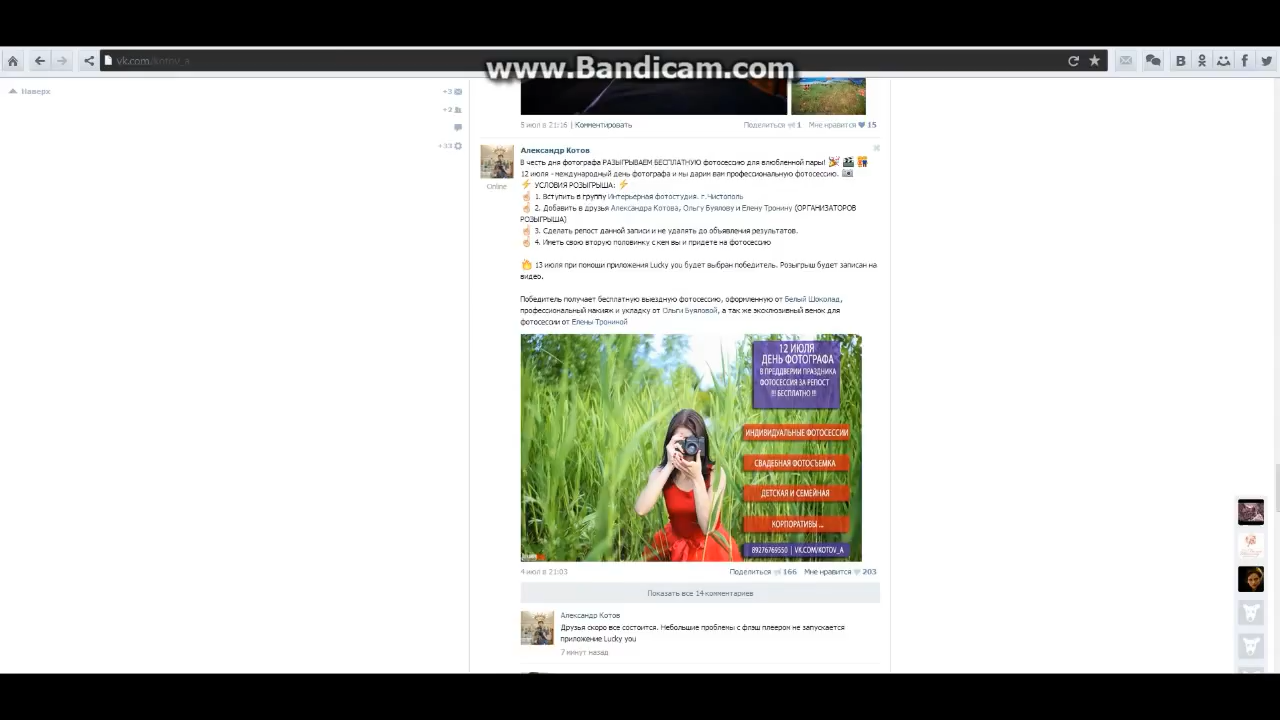 www.Bandicam.com
vk.com/kotov_a
Наверх
+3
+2
+33
5 июл в 21:16 | Комментировать
Поделиться 1 Мне нравится 15
Александр Котов
Online
В честь дня фотографа РАЗЫГРЫВАЕМ БЕСПЛАТНУЮ фотосессию для влюбленной пары!
12 июля - международный день фотографа и мы дарим вам профессиональную фотосессию.
УСЛОВИЯ РОЗЫГРЫША:
1. Вступить в группу Интерьерная фотостудия. г.Чистополь
2. Добавить в друзья Александра Котова, Ольгу Буялову и Елену Тронину (ОРГАНИЗАТОРОВ
РОЗЫГРЫША)
3. Сделать репост данной записи и не удалять до объявления результатов.
4. Иметь свою вторую половинку с кем вы и придете на фотосессию
13 июля при помощи приложения Lucky you будет выбран победитель. Розыгрыш будет записан на
видео.
Победитель получает бесплатную выездную фотосессию, оформленную от Белый Шоколад,
профессиональный макияж и укладку от Ольги Буяловой, а так же эксклюзивный венок для
фотосессии от Елены Трониной
12 ИЮЛЯ
ДЕНЬ ФОТОГРАФА
В ПРЕДДВЕРИИ ПРАЗДНИКА
ФОТОСЕССИЯ ЗА РЕПОСТ
!!! БЕСПЛАТНО !!!
ИНДИВИДУАЛЬНЫЕ ФОТОСЕССИИ
СВАДЕБНАЯ ФОТОСЪЕМКА
ДЕТСКАЯ И СЕМЕЙНАЯ
КОРПОРАТИВЫ ...
89276769550 | VK.COM/KOTOV_A
4 июл в 21:03
Поделиться 166 Мне нравится 203
Показать все 14 комментариев
Александр Котов
Друзья скоро все состоится. Небольшие проблемы с флэш плеером не запускается
приложение Lucky you
7 минут назад